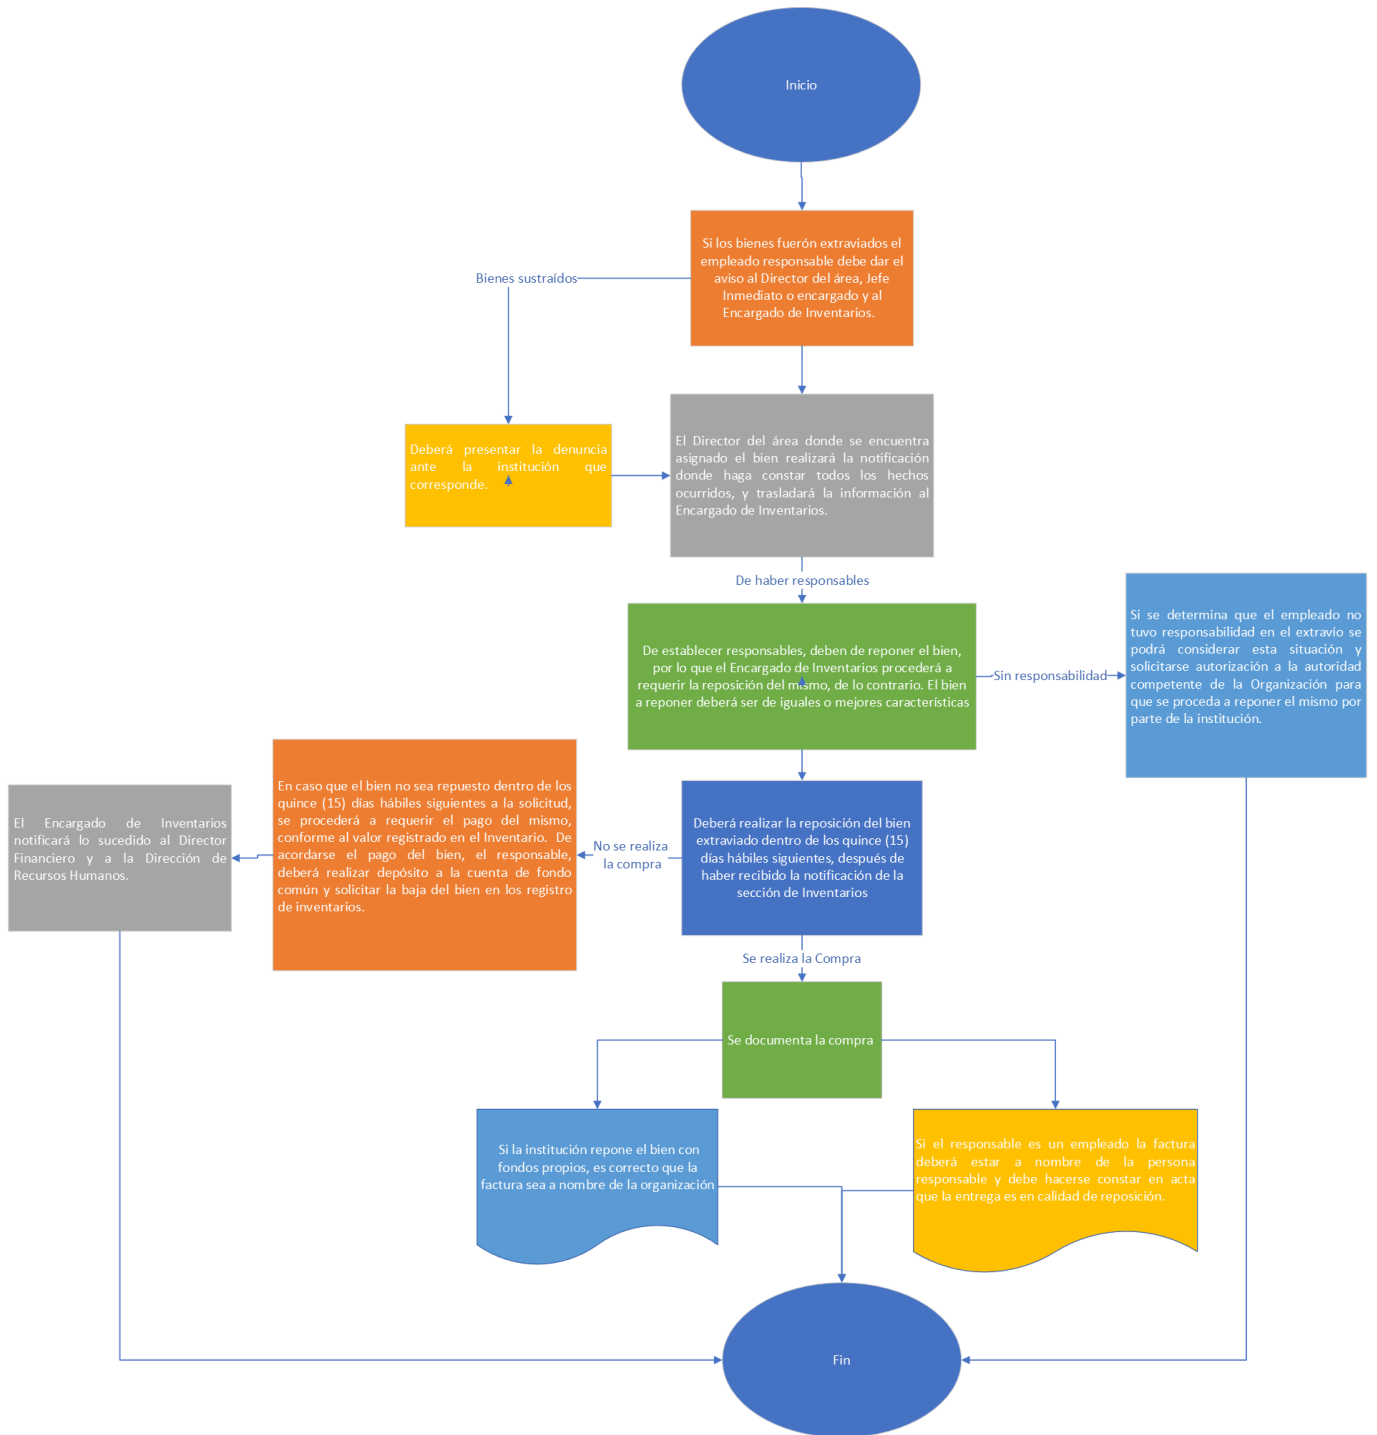 Inicio
Si los bienes fuerón extraviados el
empleado responsable debe dar el
aviso al Director del área, Jefe
Inmediato o encargado y al
Encargado de Inventarios.
Bienes sustraídos
Deberá presentar la denuncia
ante la institución que
corresponde.
El Director del área donde se encuentra
asignado el bien realizará la notificación
donde haga constar todos los hechos
ocurridos, y trasladará la información al
Encargado de Inventarios.
De haber responsables
De establecer responsables, deben de reponer el bien,
por lo que el Encargado de Inventarios procederá a
requerir la reposición del mismo, de lo contrario. El bien
a reponer deberá ser de iguales o mejores características
Sin responsabilidad
Si se determina que el empleado no
tuvo responsabilidad en el extravío se
podrá considerar esta situación y
solicitarse autorización a la autoridad
competente de la Organización para
que se proceda a reponer el mismo por
parte de la institución.
Deberá realizar la reposición del bien
extraviado dentro de los quince (15)
días hábiles siguientes, después de
haber recibido la notificación de la
sección de Inventarios
No se realiza
la compra
En caso que el bien no sea repuesto dentro de los
quince (15) días hábiles siguientes a la solicitud,
se procederá a requerir el pago del mismo,
conforme al valor registrado en el Inventario. De
acordarse el pago del bien, el responsable,
deberá realizar depósito a la cuenta de fondo
común y solicitar la baja del bien en los registro
de inventarios.
El Encargado de Inventarios
notificará lo sucedido al Director
Financiero y a la Dirección de
Recursos Humanos.
Se realiza la Compra
Se documenta la compra
Si la institución repone el bien con
fondos propios, es correcto que la
factura sea a nombre de la organización
Si el responsable es un empleado la factura
deberá estar a nombre de la persona
responsable y debe hacerse constar en acta
que la entrega es en calidad de reposición.
Fin